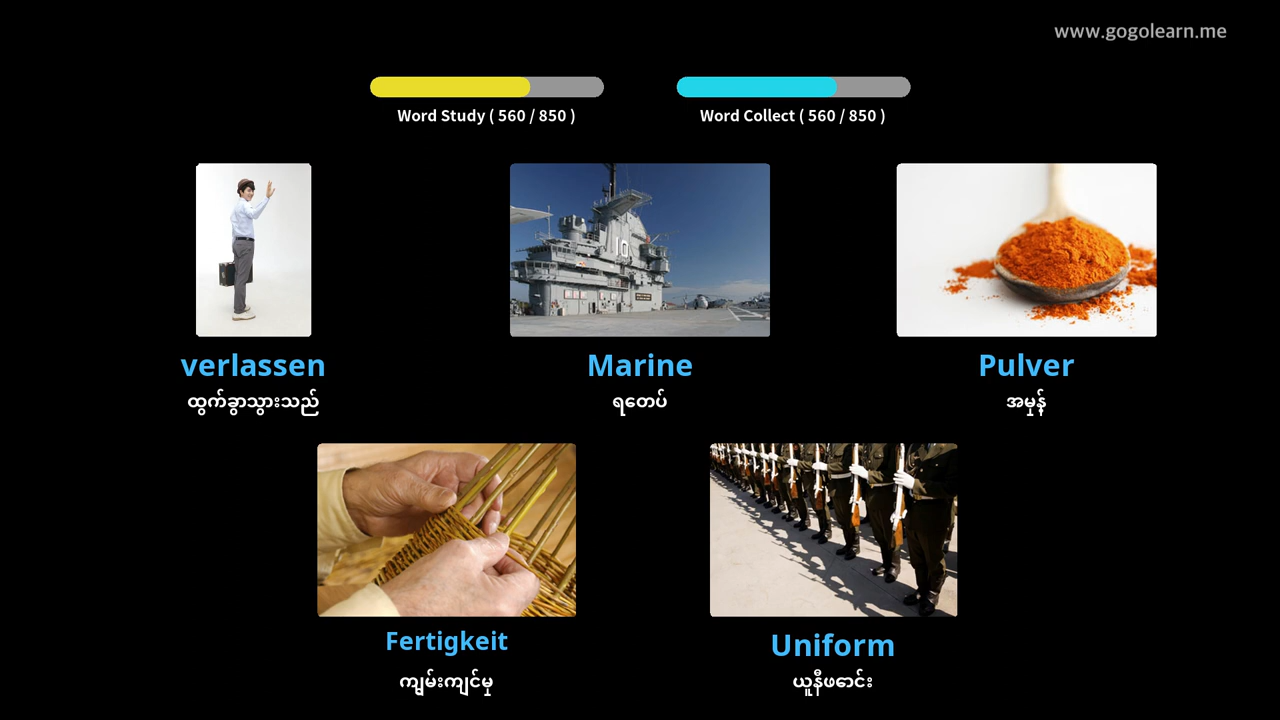 www.gogolearn.me
Word Study ( 560 / 850 )
Word Collect ( 560 / 850 )
10
verlassen
ထွက်ခွာသွားသည်
Marine
ရေတပ်
Pulver
အမှုန့်
Fertigkeit
ကျွမ်းကျင်မှု
Uniform
ယူနီဖောင်း